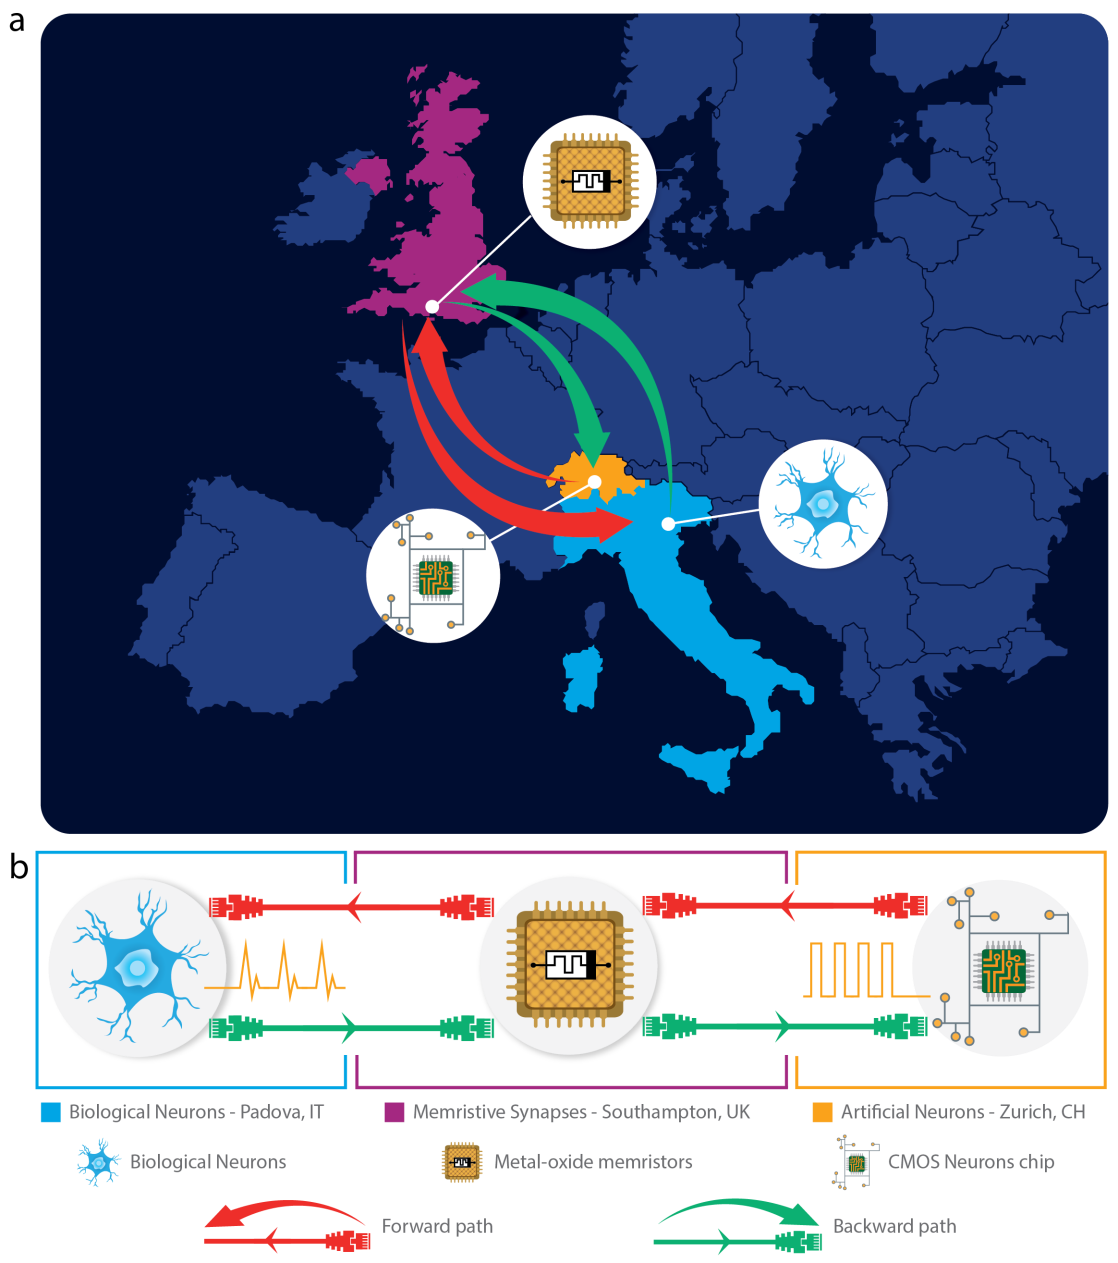 a
b
Biological Neurons - Padova, IT
Memristive Synapses - Southampton, UK
Artificial Neurons - Zurich, CH
Biological Neurons
Metal-oxide memristors
CMOS Neurons chip
Forward path
Backward path